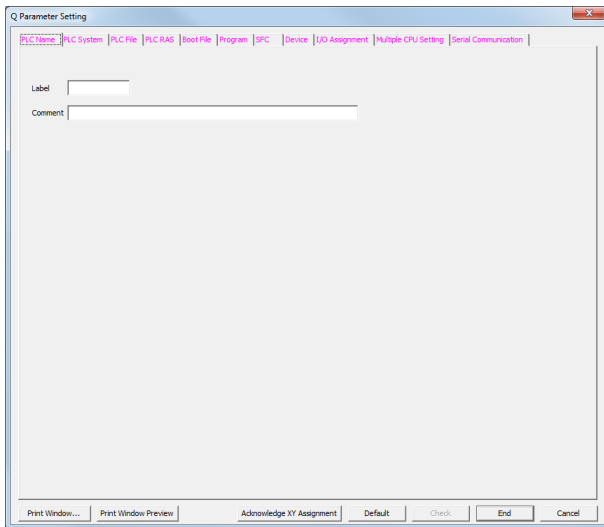 Q Parameter Setting
PLC Name PLC System PLC File PLC RAS Boot File Program SFC Device I/O Assignment Multiple CPU Setting Serial Communication
Label
Comment
Print Window... Print Window Preview Acknowledge XY Assignment Default Check End Cancel